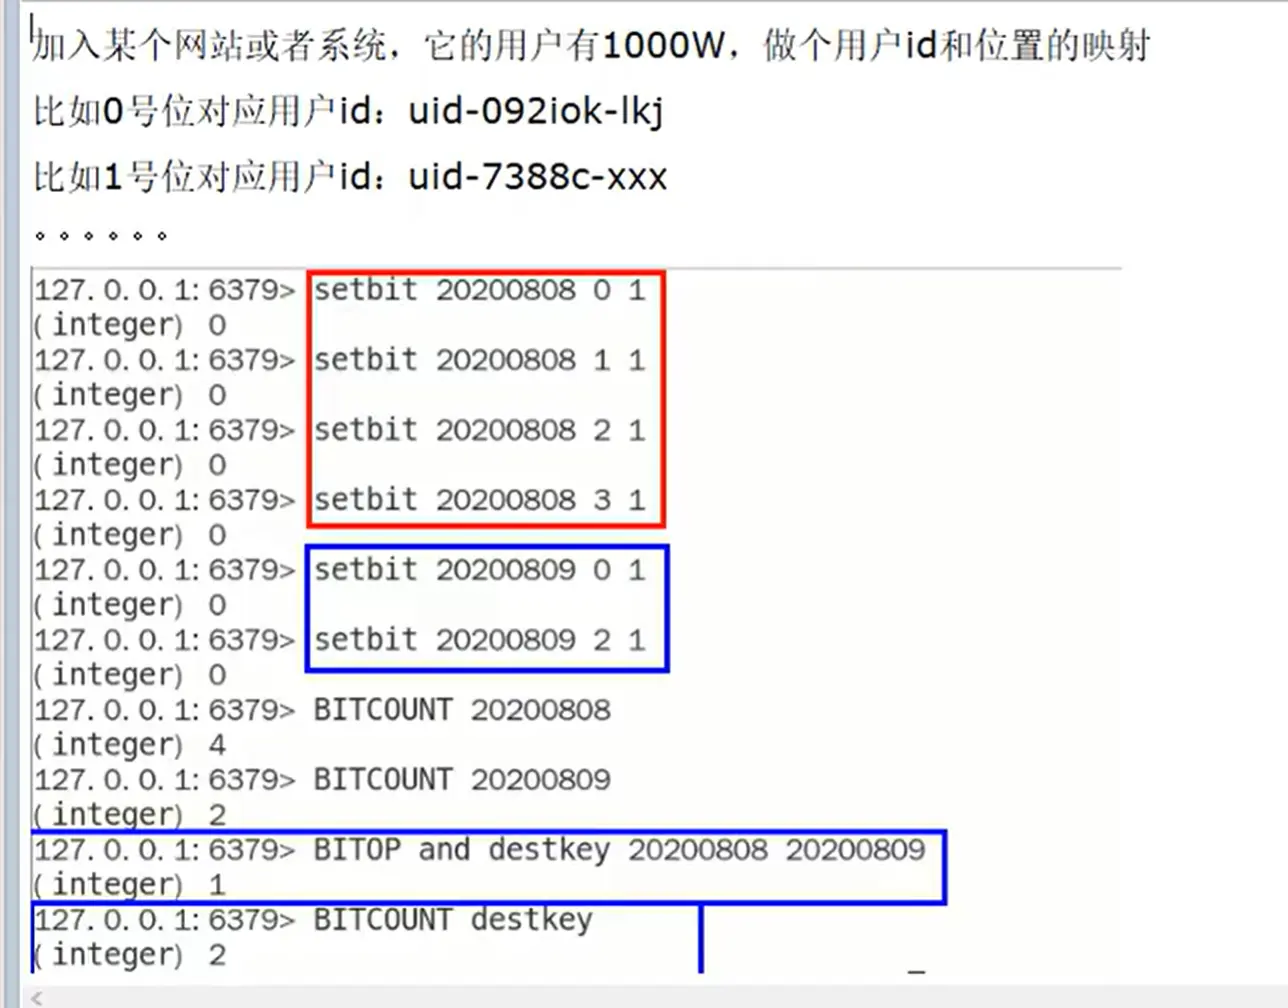 加入某个网站或者系统，它的用户有1000W，做个用户id和位置的映射
比如0号位对应用户id：uid-092iok-lkj
比如1号位对应用户id：uid-7388c-xxx
。。。。。。
127.0.0.1:6379> setbit 20200808 0 1
(integer) 0
127.0.0.1:6379> setbit 20200808 1 1
(integer) 0
127.0.0.1:6379> setbit 20200808 2 1
(integer) 0
127.0.0.1:6379> setbit 20200808 3 1
(integer) 0
127.0.0.1:6379> setbit 20200809 0 1
(integer) 0
127.0.0.1:6379> setbit 20200809 2 1
(integer) 0
127.0.0.1:6379> BITCOUNT 20200808
(integer) 4
127.0.0.1:6379> BITCOUNT 20200809
(integer) 2
127.0.0.1:6379> BITOP and destkey 20200808 20200809
(integer) 1
127.0.0.1:6379> BITCOUNT destkey
(integer) 2